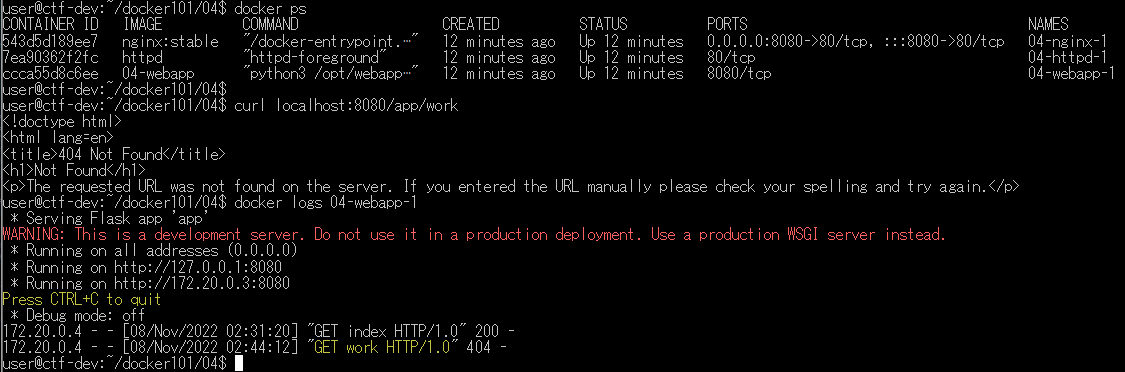 user@ctf-dev:~/docker101/04$ docker ps
CONTAINER ID   IMAGE          COMMAND                  CREATED          STATUS          PORTS                                   NAMES
543d5d189ee7   nginx:stable   "/docker-entrypoint.…"   12 minutes ago   Up 12 minutes   0.0.0.0:8080->80/tcp, :::8080->80/tcp   04-nginx-1
7ea90362f2fc   httpd          "httpd-foreground"       12 minutes ago   Up 12 minutes   80/tcp                                  04-httpd-1
ccca55d8c6ee   04-webapp      "python3 /opt/webapp…"   12 minutes ago   Up 12 minutes   8080/tcp                                04-webapp-1
user@ctf-dev:~/docker101/04$
user@ctf-dev:~/docker101/04$ curl localhost:8080/app/work
<!doctype html>
<html lang=en>
<title>404 Not Found</title>
<h1>Not Found</h1>
<p>The requested URL was not found on the server. If you entered the URL manually please check your spelling and try again.</p>
user@ctf-dev:~/docker101/04$ docker logs 04-webapp-1
 * Serving Flask app 'app'
WARNING: This is a development server. Do not use it in a production deployment. Use a production WSGI server instead.
 * Running on all addresses (0.0.0.0)
 * Running on http://127.0.0.1:8080
 * Running on http://172.20.0.3:8080
Press CTRL+C to quit
 * Debug mode: off
172.20.0.4 - - [08/Nov/2022 02:31:20] "GET index HTTP/1.0" 200 -
172.20.0.4 - - [08/Nov/2022 02:44:12] "GET work HTTP/1.0" 404 -
user@ctf-dev:~/docker101/04$